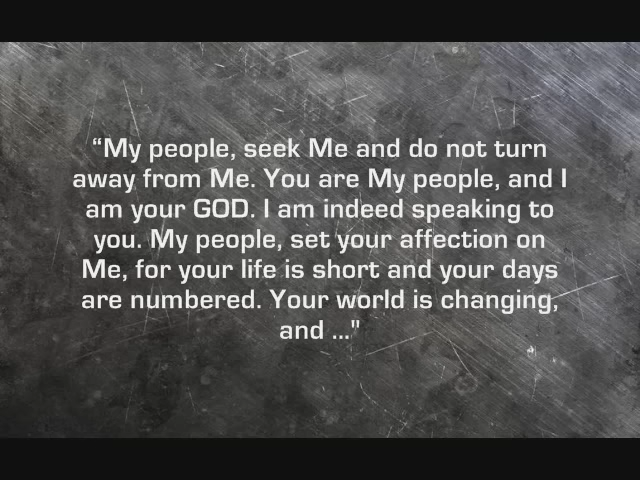 “My people, seek Me and do not turn
away from Me. You are My people, and I
am your GOD. I am indeed speaking to
you. My people, set your affection on
Me, for your life is short and your days
are numbered. Your world is changing,
and ..."